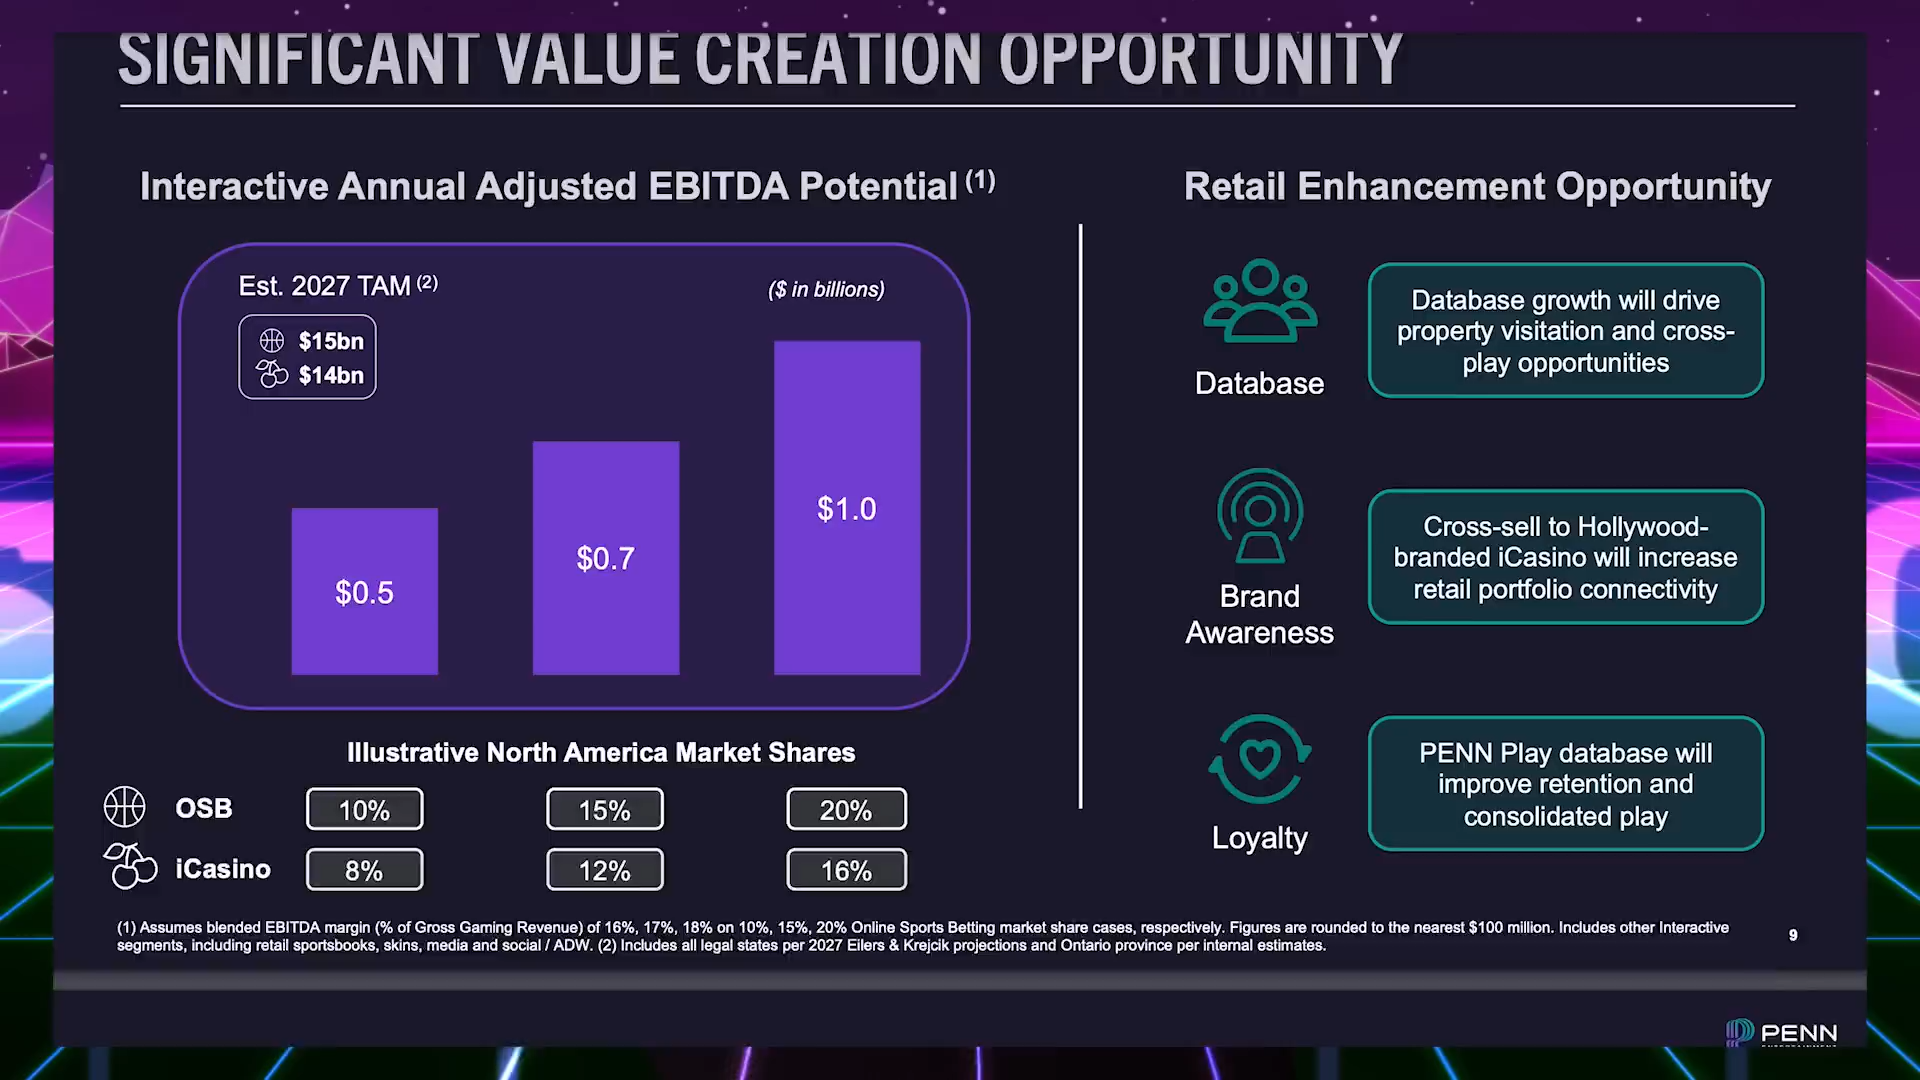 SIGNIFICANT VALUE CREATION OPPORTUNITY
Interactive Annual Adjusted EBITDA Potential (1)
Est. 2027 TAM (2)
($ in billions)
$15bn
$14bn
$0.5
$0.7
$1.0
Illustrative North America Market Shares
OSB 10% 15% 20%
iCasino 8% 12% 16%
Retail Enhancement Opportunity
Database
Database growth will drive
property visitation and cross-
play opportunities
Brand
Awareness
Cross-sell to Hollywood-
branded iCasino will increase
retail portfolio connectivity
Loyalty
PENN Play database will
improve retention and
consolidated play
(1) Assumes blended EBITDA margin (% of Gross Gaming Revenue) of 16%, 17%, 18% on 10%, 15%, 20% Online Sports Betting market share cases, respectively. Figures are rounded to the nearest $100 million. Includes other Interactive
segments, including retail sportsbooks, skins, media and social / ADW. (2) Includes all legal states per 2027 Eilers & Krejcik projections and Ontario province per internal estimates.
9
PENN